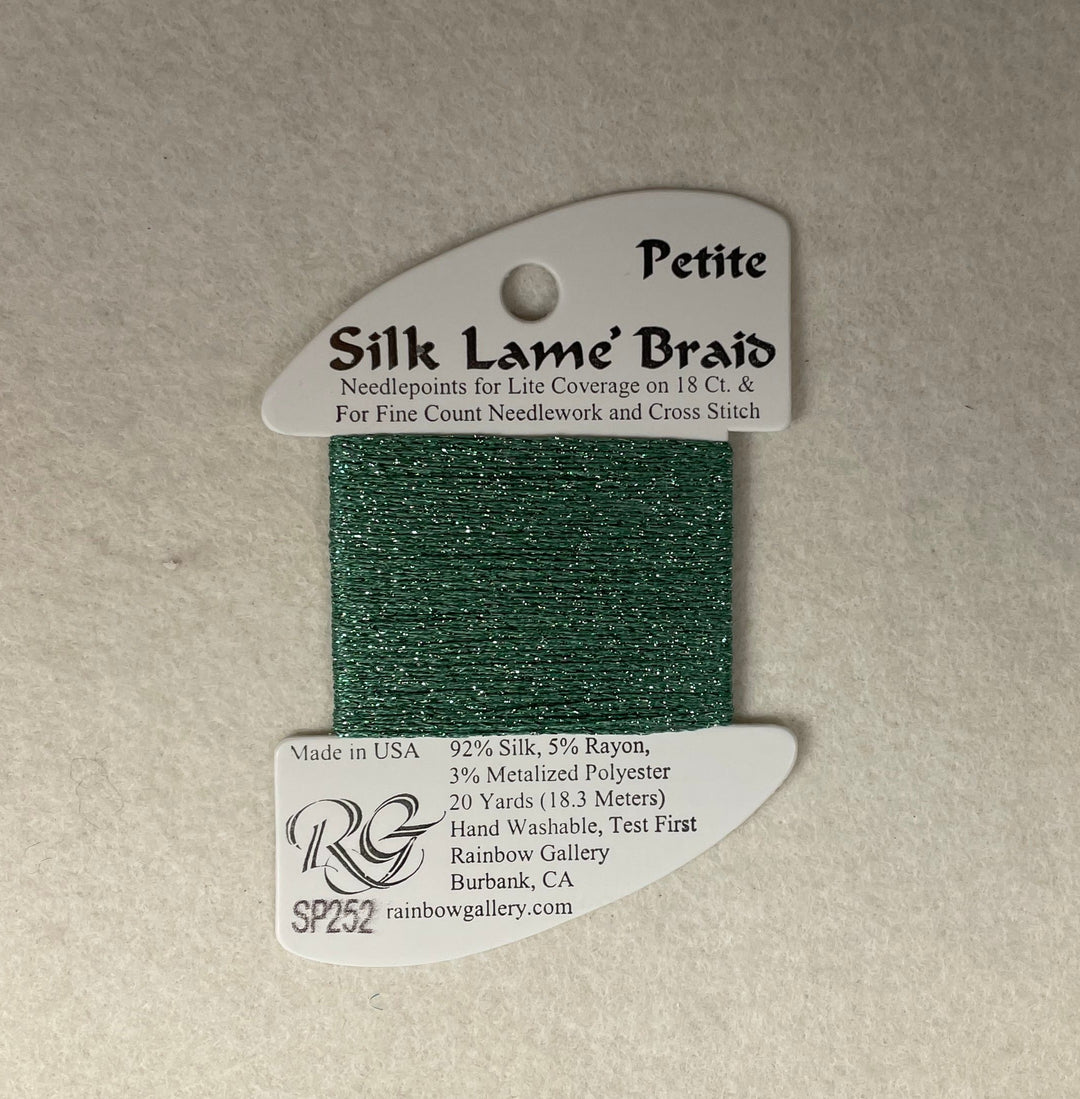 Petite
Silk Lame' Braid
Needlepoints for Lite Coverage on 18 Ct. &
For Fine Count Needlework and Cross Stitch
Made in USA
92% Silk, 5% Rayon,
3% Metalized Polyester
20 Yards (18.3 Meters)
Hand Washable, Test First
Rainbow Gallery
Burbank, CA
rainbowgallery.com
RG
SP252